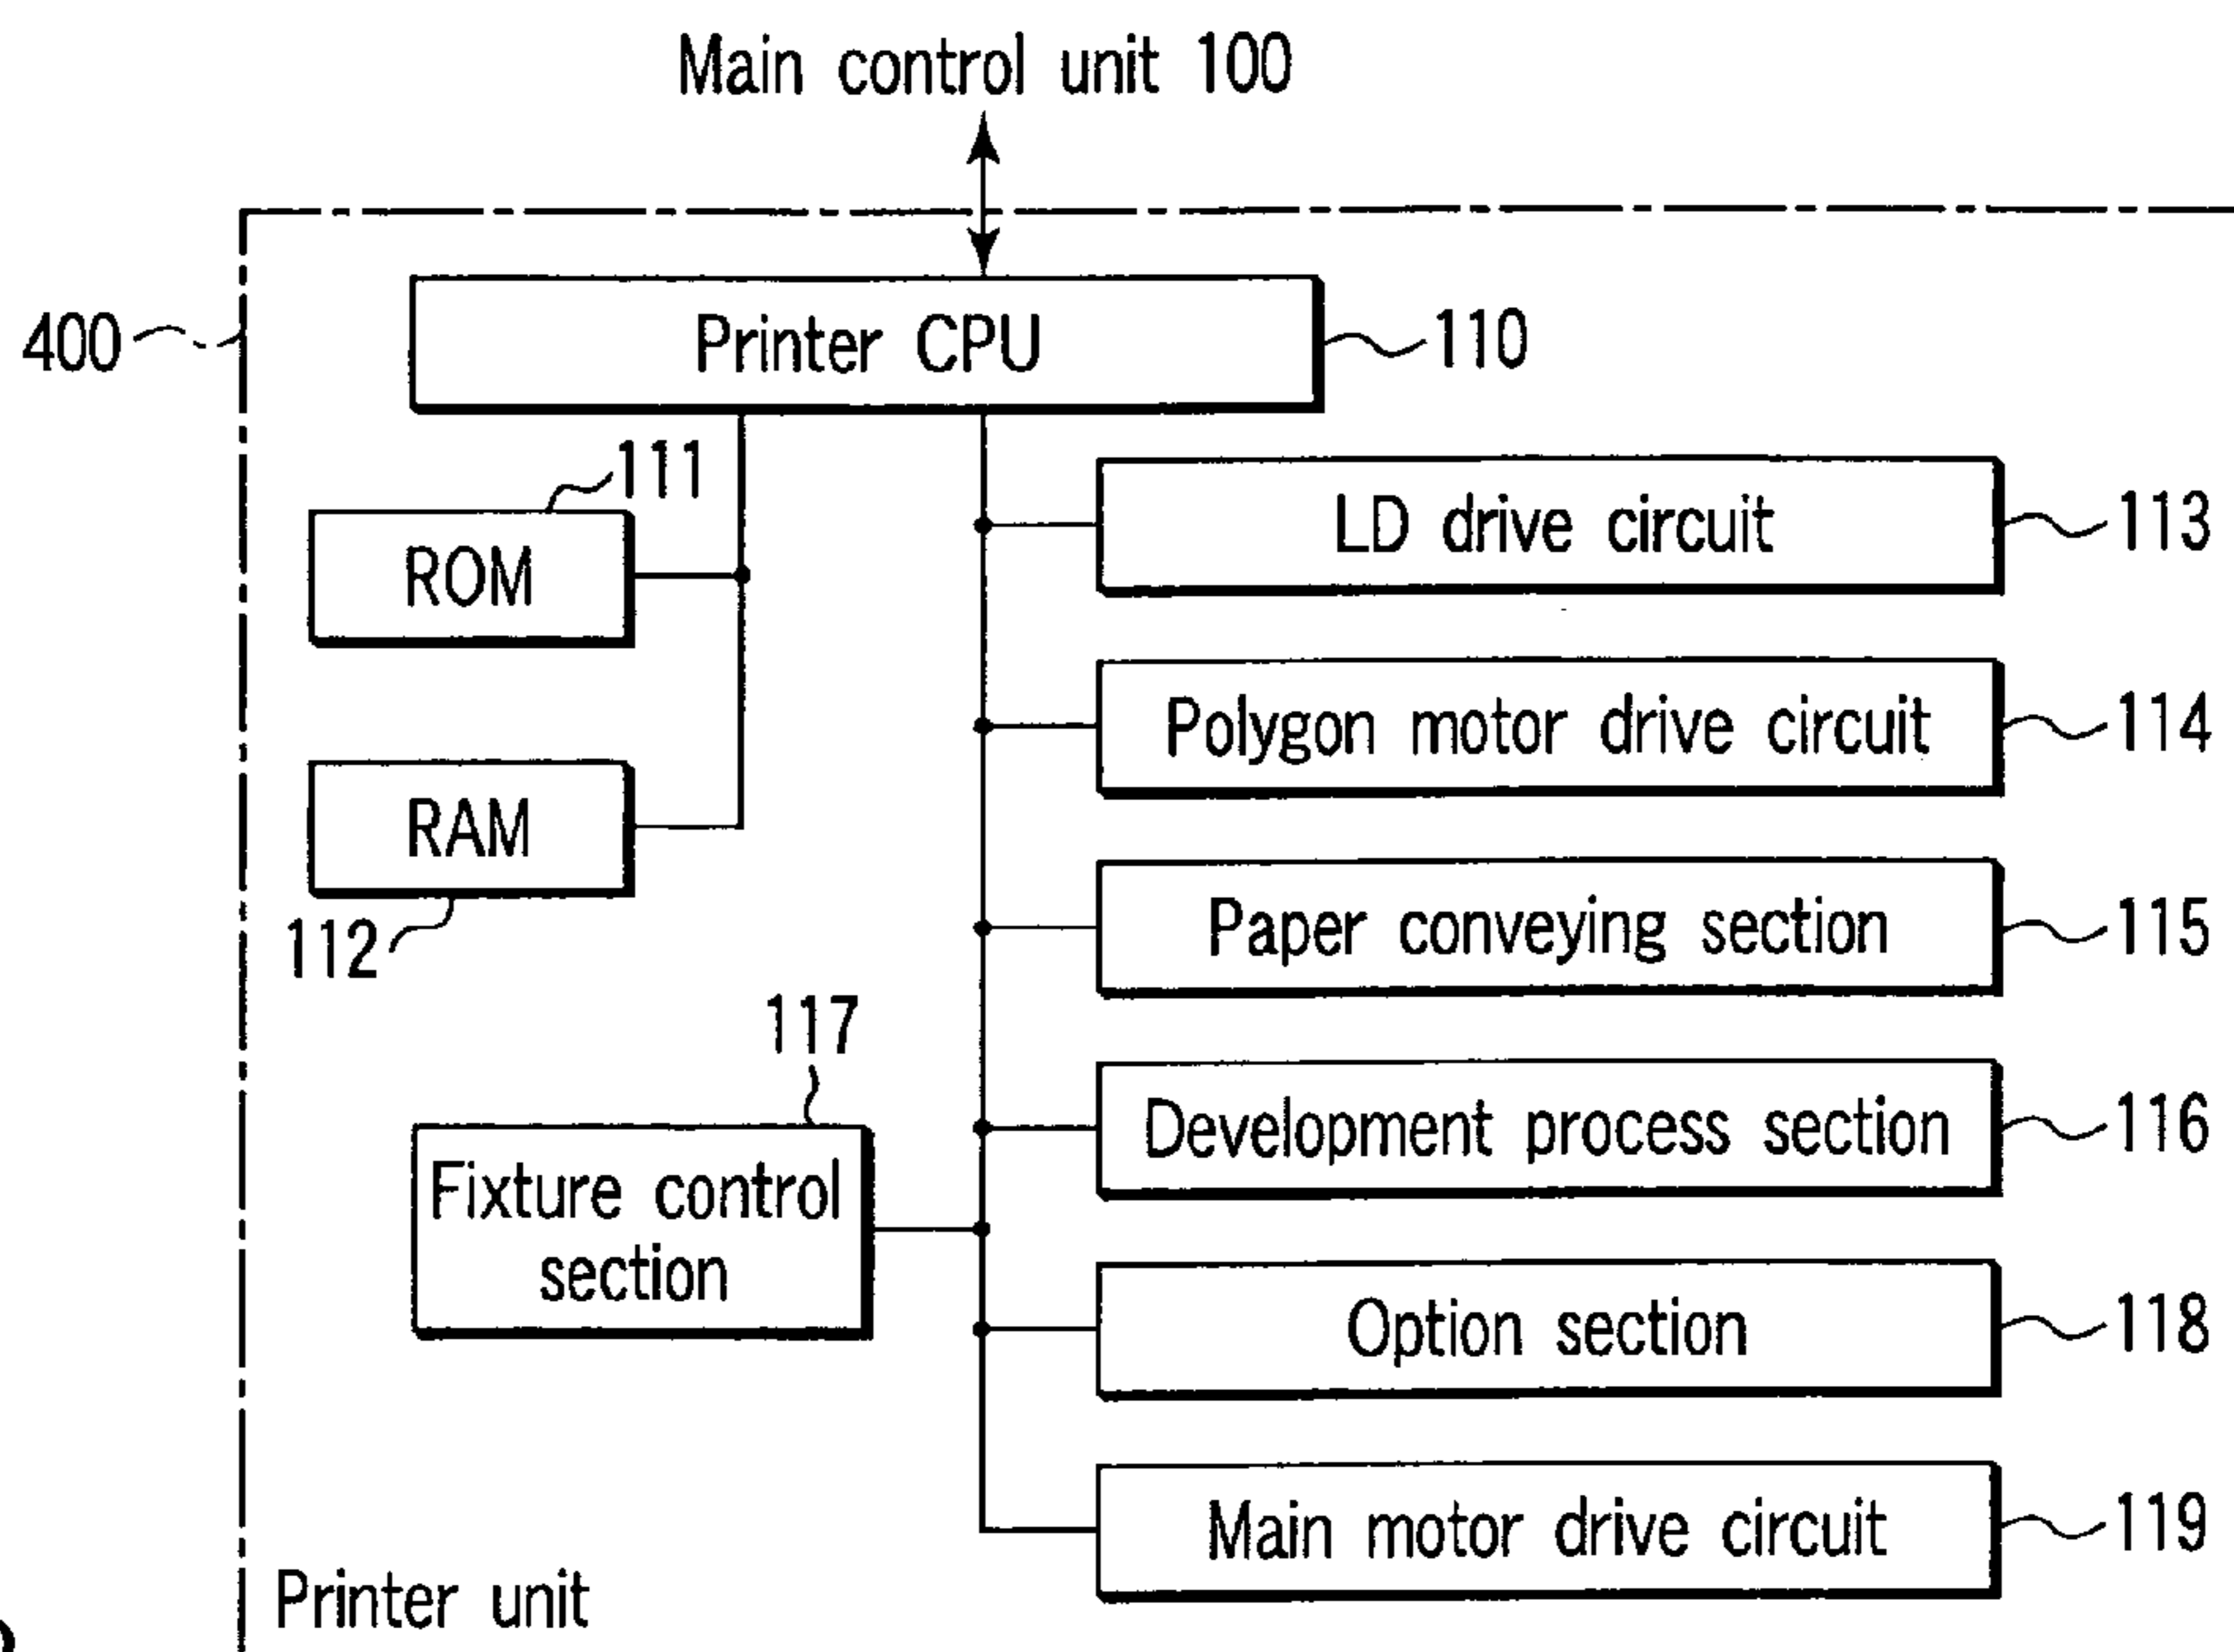 Main control unit 100
400
Printer CPU
110
111
ROM
LD drive circuit
113
Polygon motor drive circuit
114
RAM
112
Paper conveying section
115
117
Fixture control
section
Development process section
116
Option section
118
Main motor drive circuit
119
Printer unit